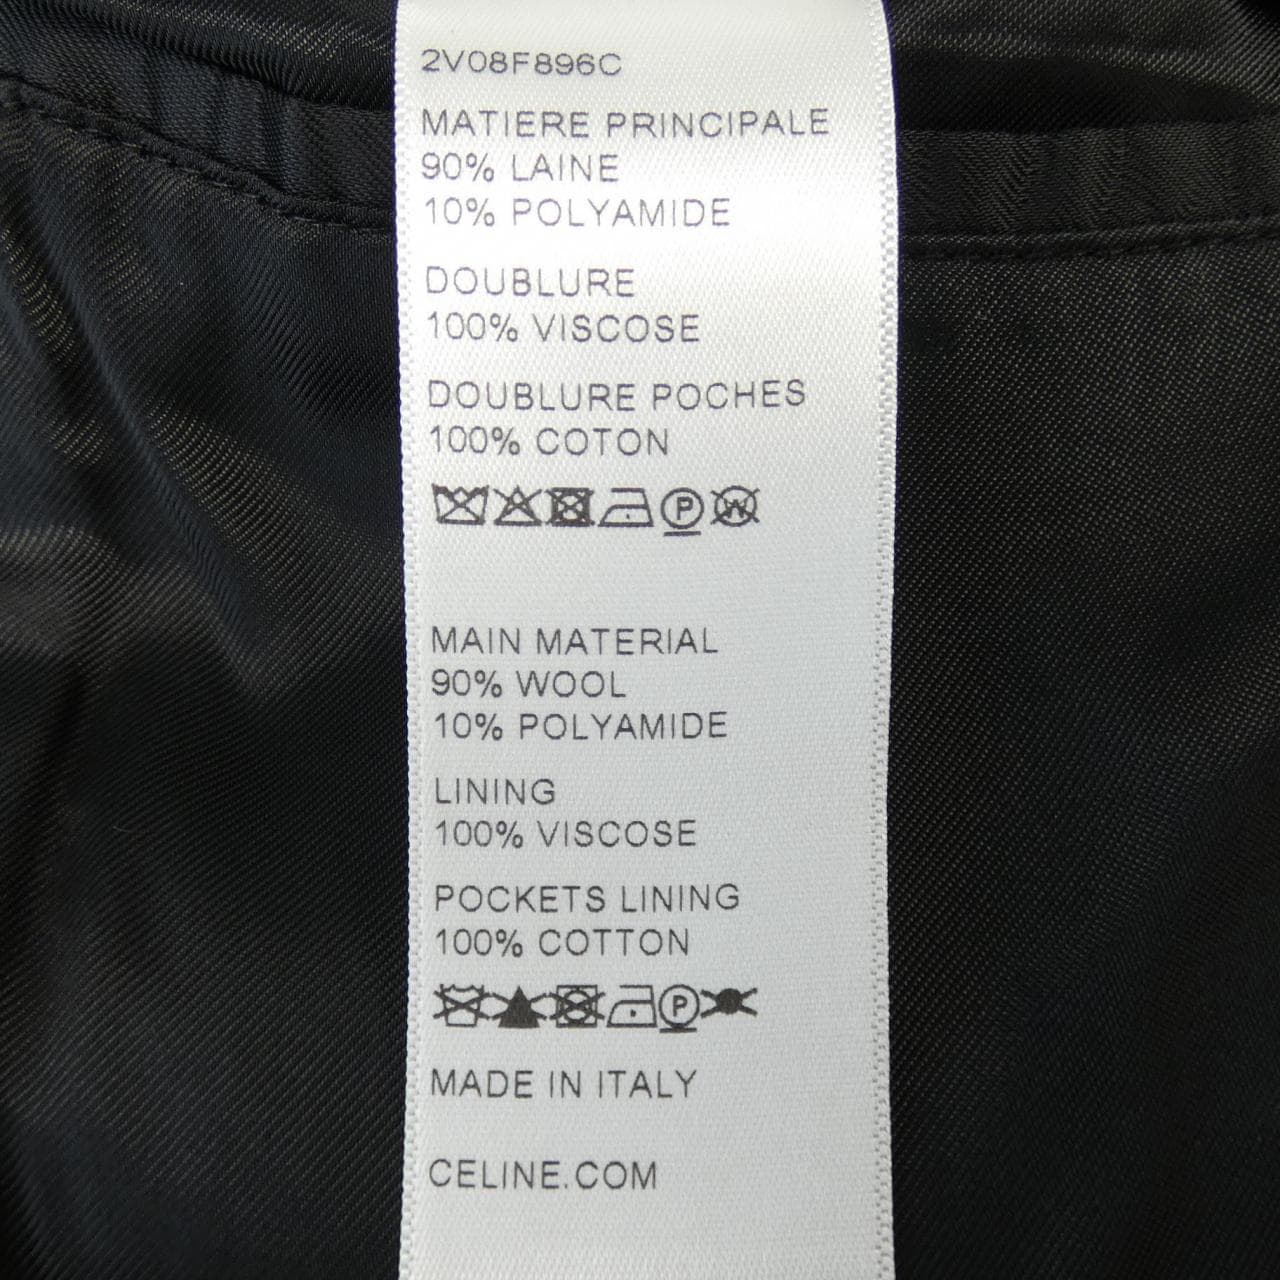 2V08F896C
MATIERE PRINCIPALE
90% LAINE
10% POLYAMIDE
DOUBLURE
100% VISCOSE
DOUBLURE POCHES
100% COTON
P W
MAIN MATERIAL
90% WOOL
10% POLYAMIDE
LINING
100% VISCOSE
POCKETS LINING
100% COTTON
P
MADE IN ITALY
CELINE.COM